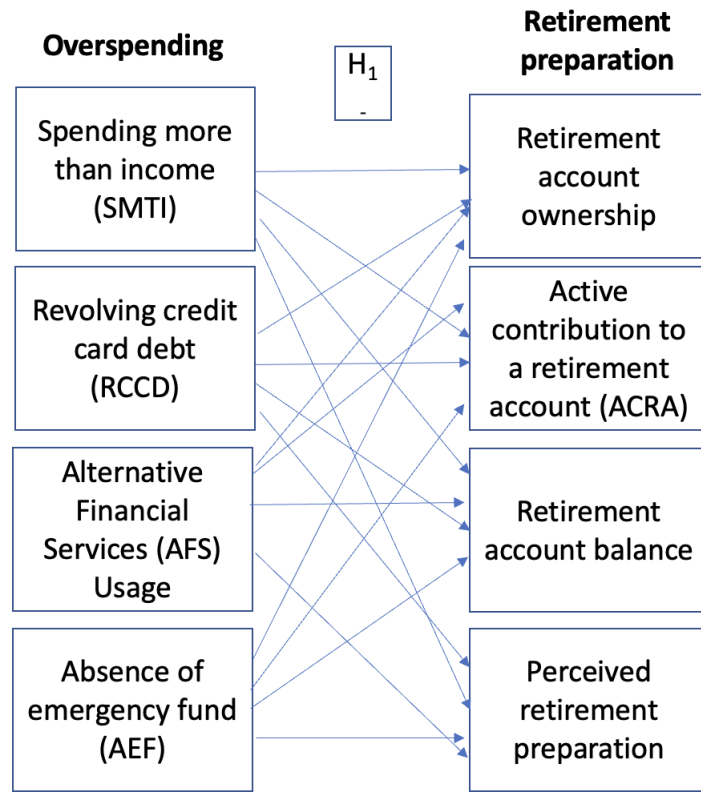 Overspending
Retirement
preparation
H1
-
Spending more
than income
(SMTI)
Retirement
account
ownership
Revolving credit
card debt
(RCCD)
Active
contribution to
a retirement
account (ACRA)
Alternative
Financial
Services (AFS)
Usage
Retirement
account balance
Absence of
emergency fund
(AEF)
Perceived
retirement
preparation